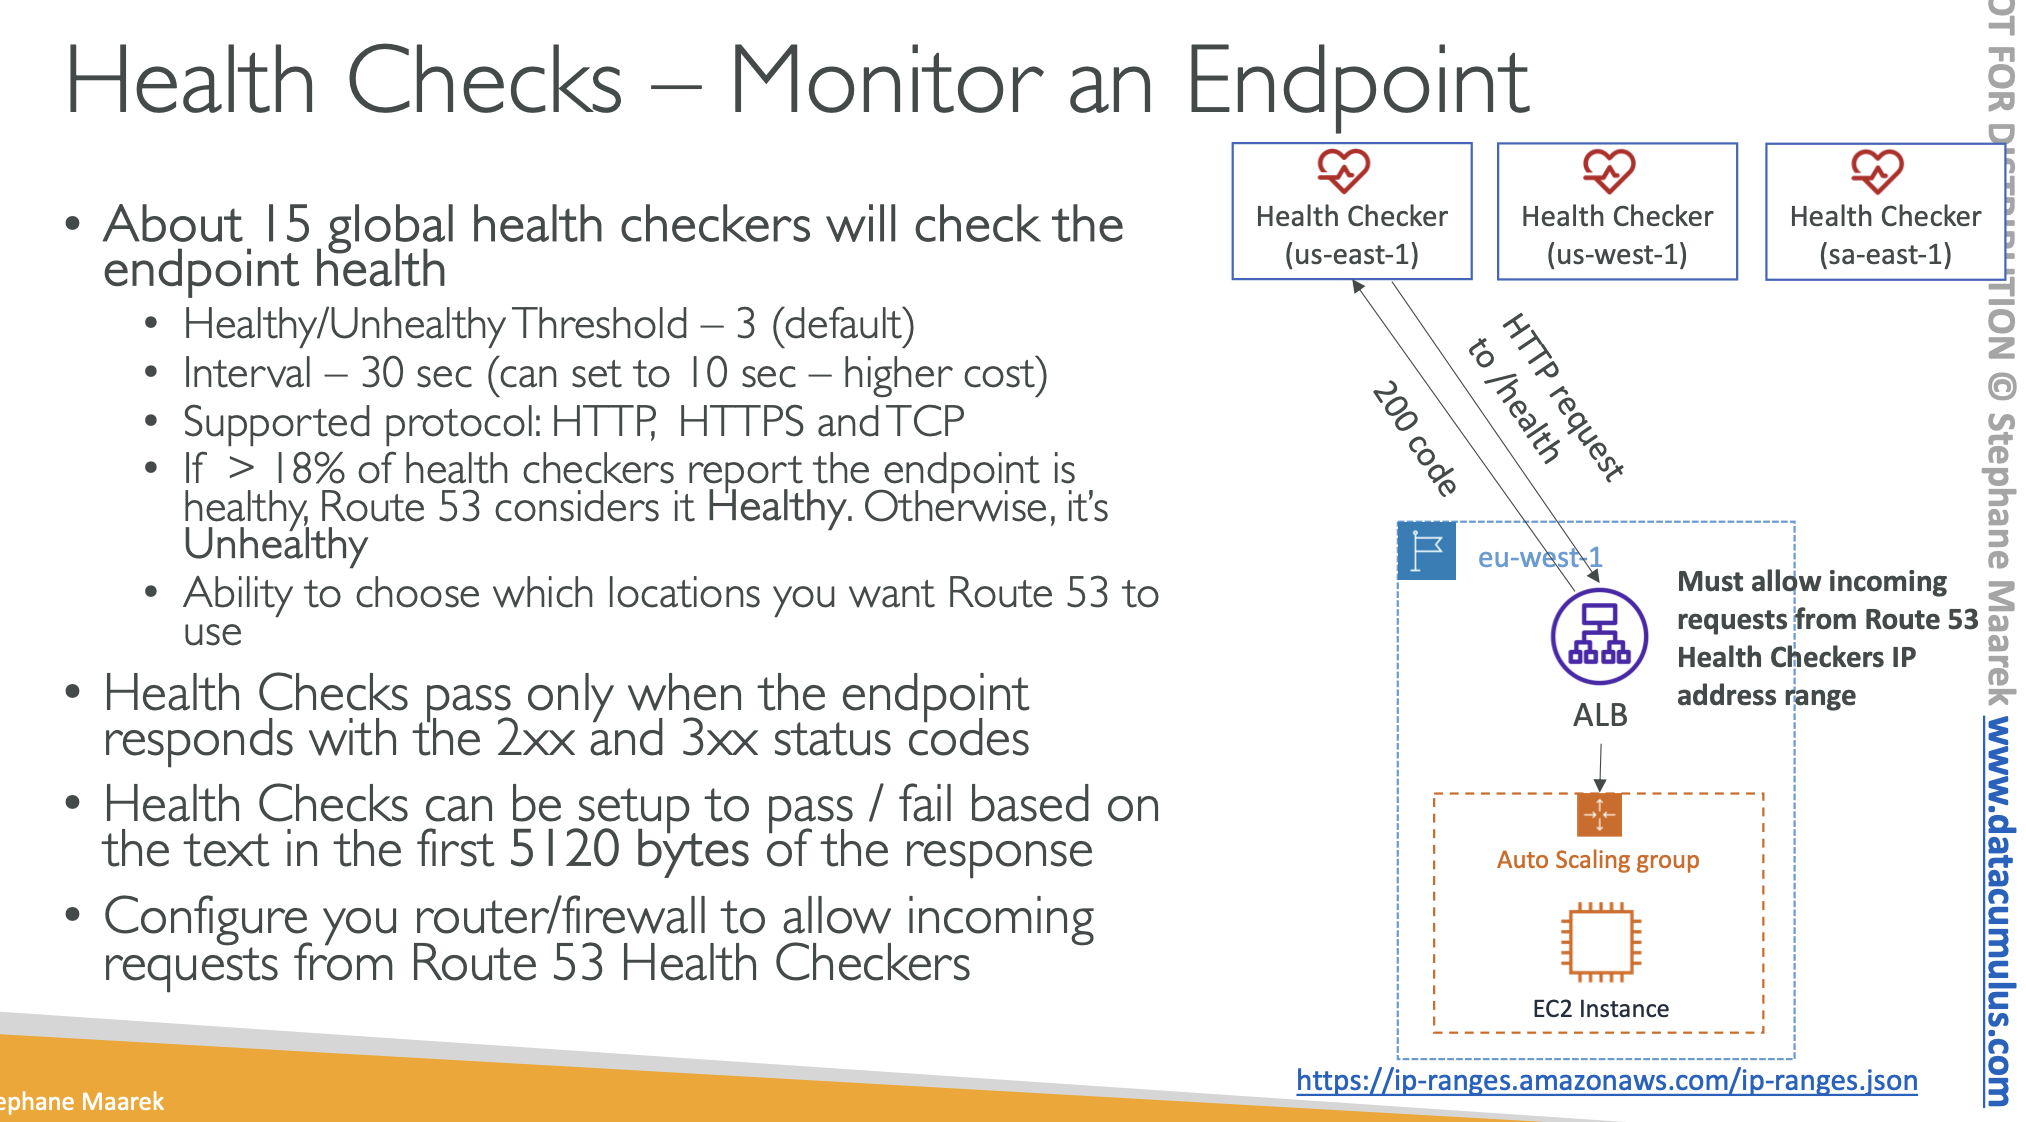 Health Checks – Monitor an Endpoint
• About 15 global health checkers will check the
endpoint health
• Healthy/Unhealthy Threshold – 3 (default)
• Interval – 30 sec (can set to 10 sec – higher cost)
• Supported protocol: HTTP, HTTPS and TCP
• If > 18% of health checkers report the endpoint is
healthy, Route 53 considers it Healthy. Otherwise, it's
Unhealthy
• Ability to choose which locations you want Route 53 to
use
• Health Checks pass only when the endpoint
responds with the 2xx and 3xx status codes
• Health Checks can be setup to pass / fail based on
the text in the first 5120 bytes of the response
• Configure you router/firewall to allow incoming
requests from Route 53 Health Checkers
Health Checker
(us-east-1)
Health Checker
(us-west-1)
Health Checker
(sa-east-1)
HTTP request
to /health
200 code
eu-west-1
Must allow incoming
requests from Route 53
Health Checkers IP
address range
ALB
Auto Scaling group
EC2 Instance
https://ip-ranges.amazonaws.com/ip-ranges.json
OT FOR DISTRIBUTION © Stephane Maarek www.datacumulus.com
ephane Maarek